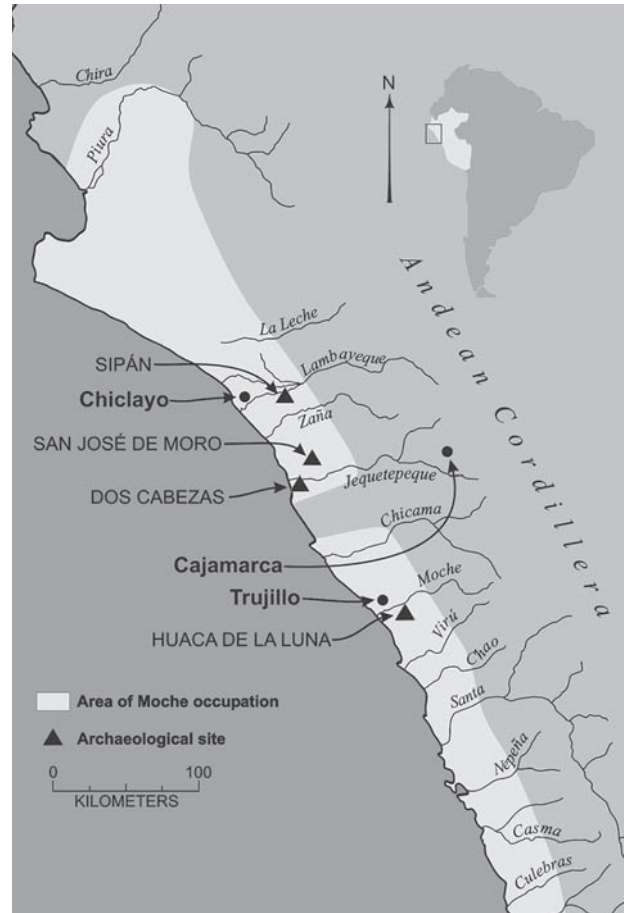 Chira
Piura
N
Andean Cordillera
La Leche
SIPÁN
Lambayeque
Chiclayo
Zaña
SAN JOSÉ DE MORO
Jequetepeque
DOS CABEZAS
Chicama
Cajamarca
Moche
Trujillo
Virú
HUACA DE LA LUNA
Chao
Santa
Area of Moche occupation
Archaeological site
Nepeña
0 100
KILOMETERS
Casma
Culebras